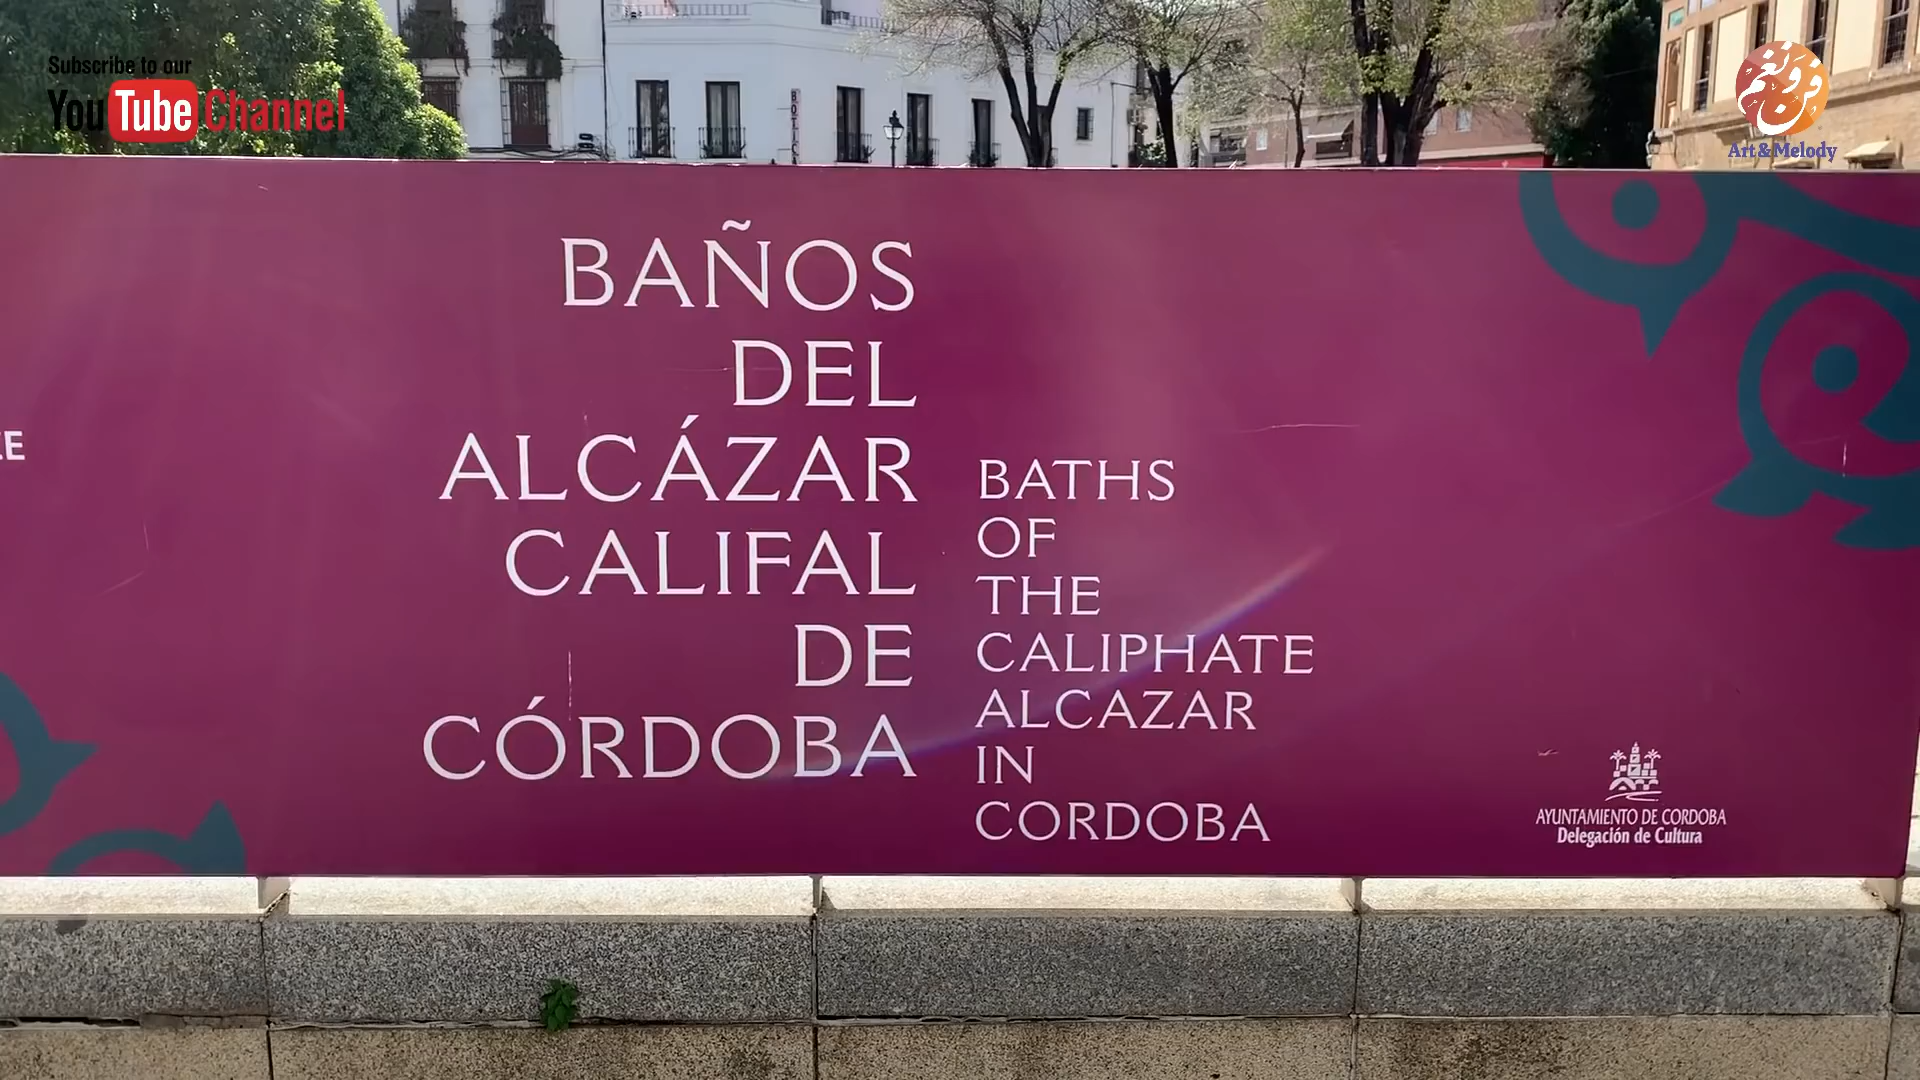 Subscribe to our
YouTube Channel
Art & Melody
BAÑOS
DEL
ALCÁZAR
CALIFAL
DE
CÓRDOBA
BATHS
OF
THE
CALIPHATE
ALCAZAR
IN
CORDOBA
AYUNTAMIENTO DE CORDOBA
Delegación de Cultura